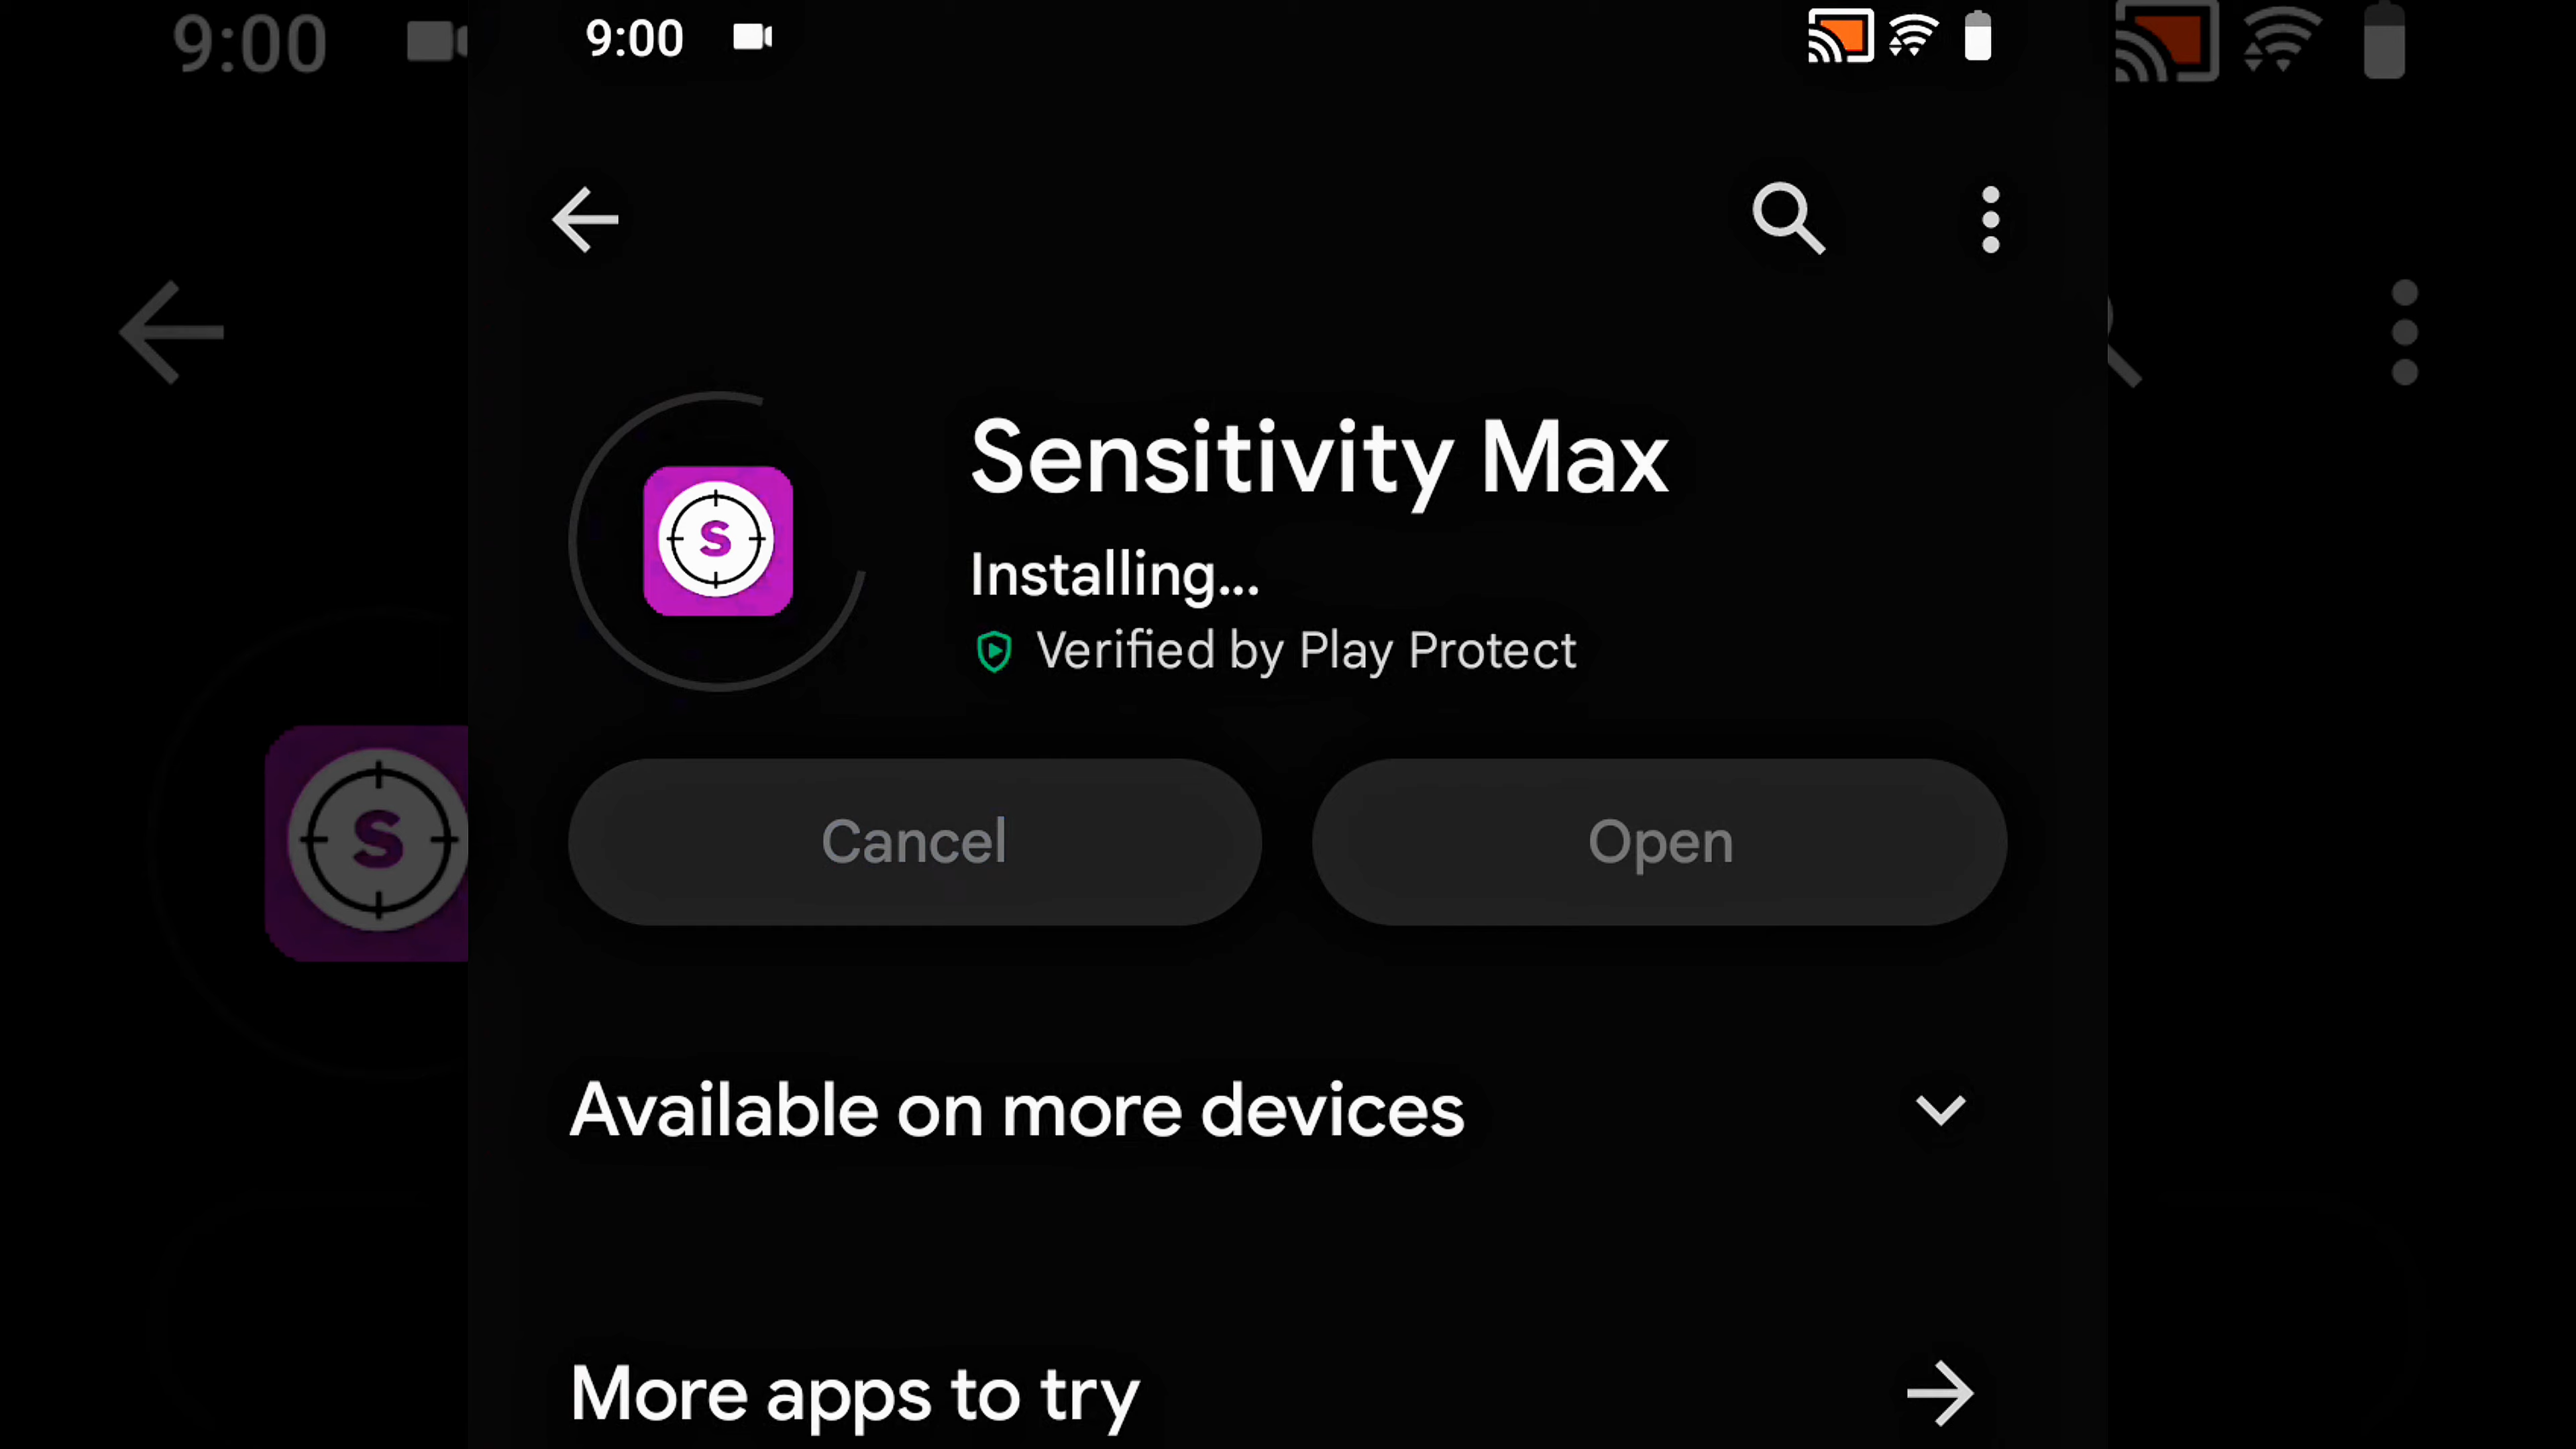 9:00
9:00
S
Sensitivity Max
Installing...
Verified by Play Protect
S
Cancel
Open
Available on more devices
More apps to try